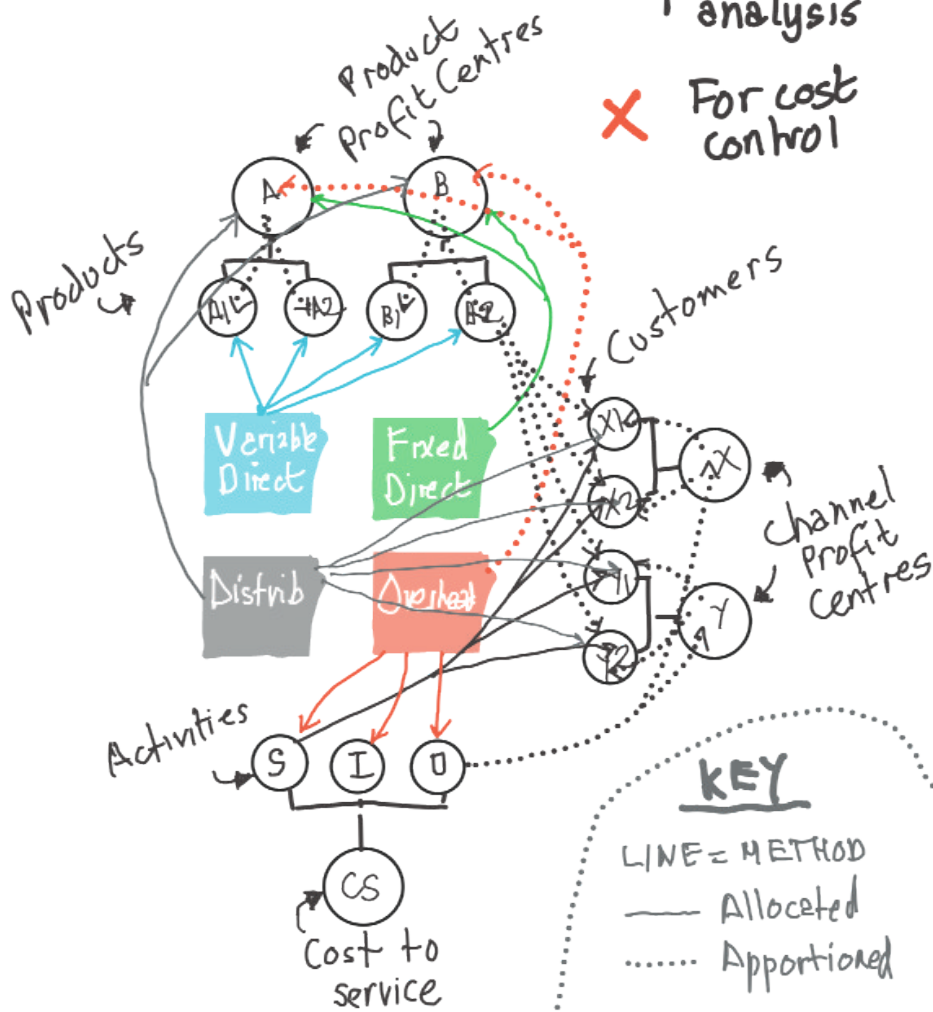 analysis
For cost
control
Product
Profit Centres
A
B
Products
A1
A2
B1
B2
Customers
Variable
Direct
Fixed
Direct
X1
X2
X
Channel
Profit
Centres
Distrib
Overhead
Y1
Y2
Y
Activities
S
I
O
KEY
LINE = METHOD
Allocated
Apportioned
CS
Cost to
service